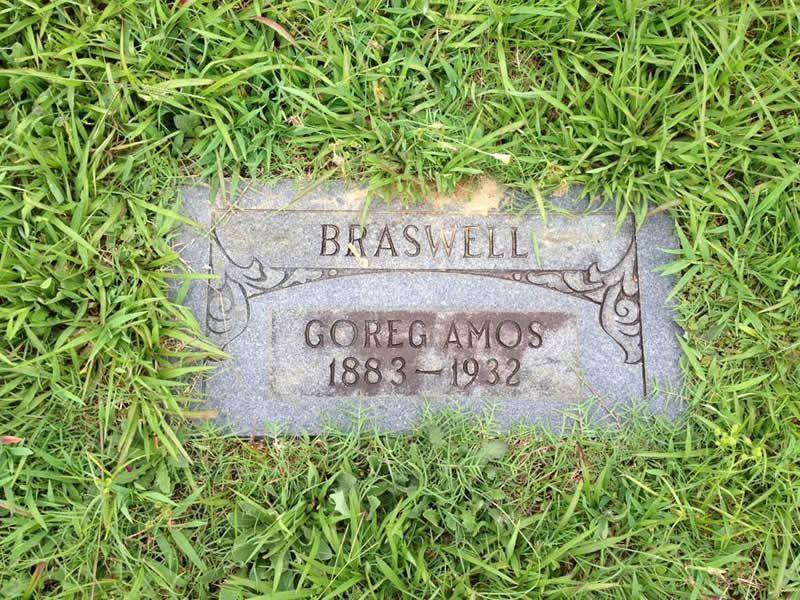 BRASWELL
GOREG AMOS
1883 – 1932